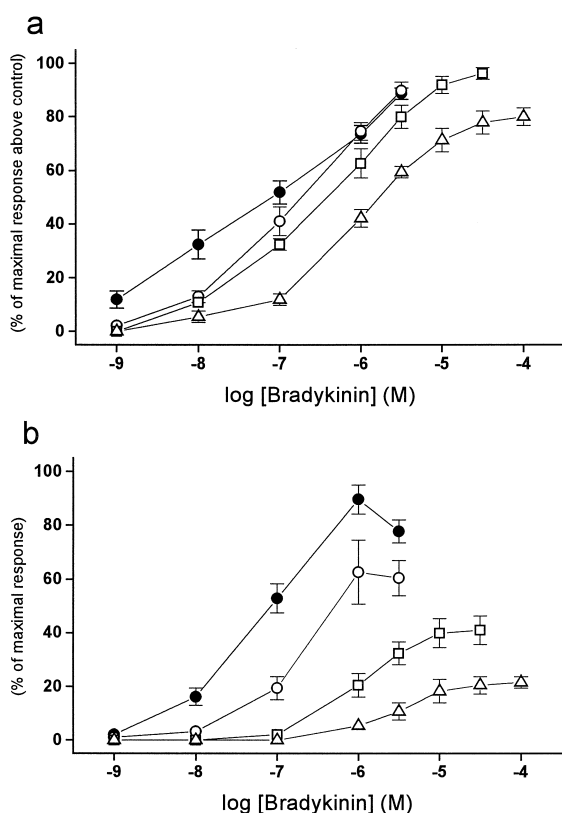 a
(% of maximal response above control)
100
80
60
40
20
0
-9 -8 -7 -6 -5 -4
log [Bradykinin] (M)
b
(% of maximal response)
100
80
60
40
20
0
-9 -8 -7 -6 -5 -4
log [Bradykinin] (M)